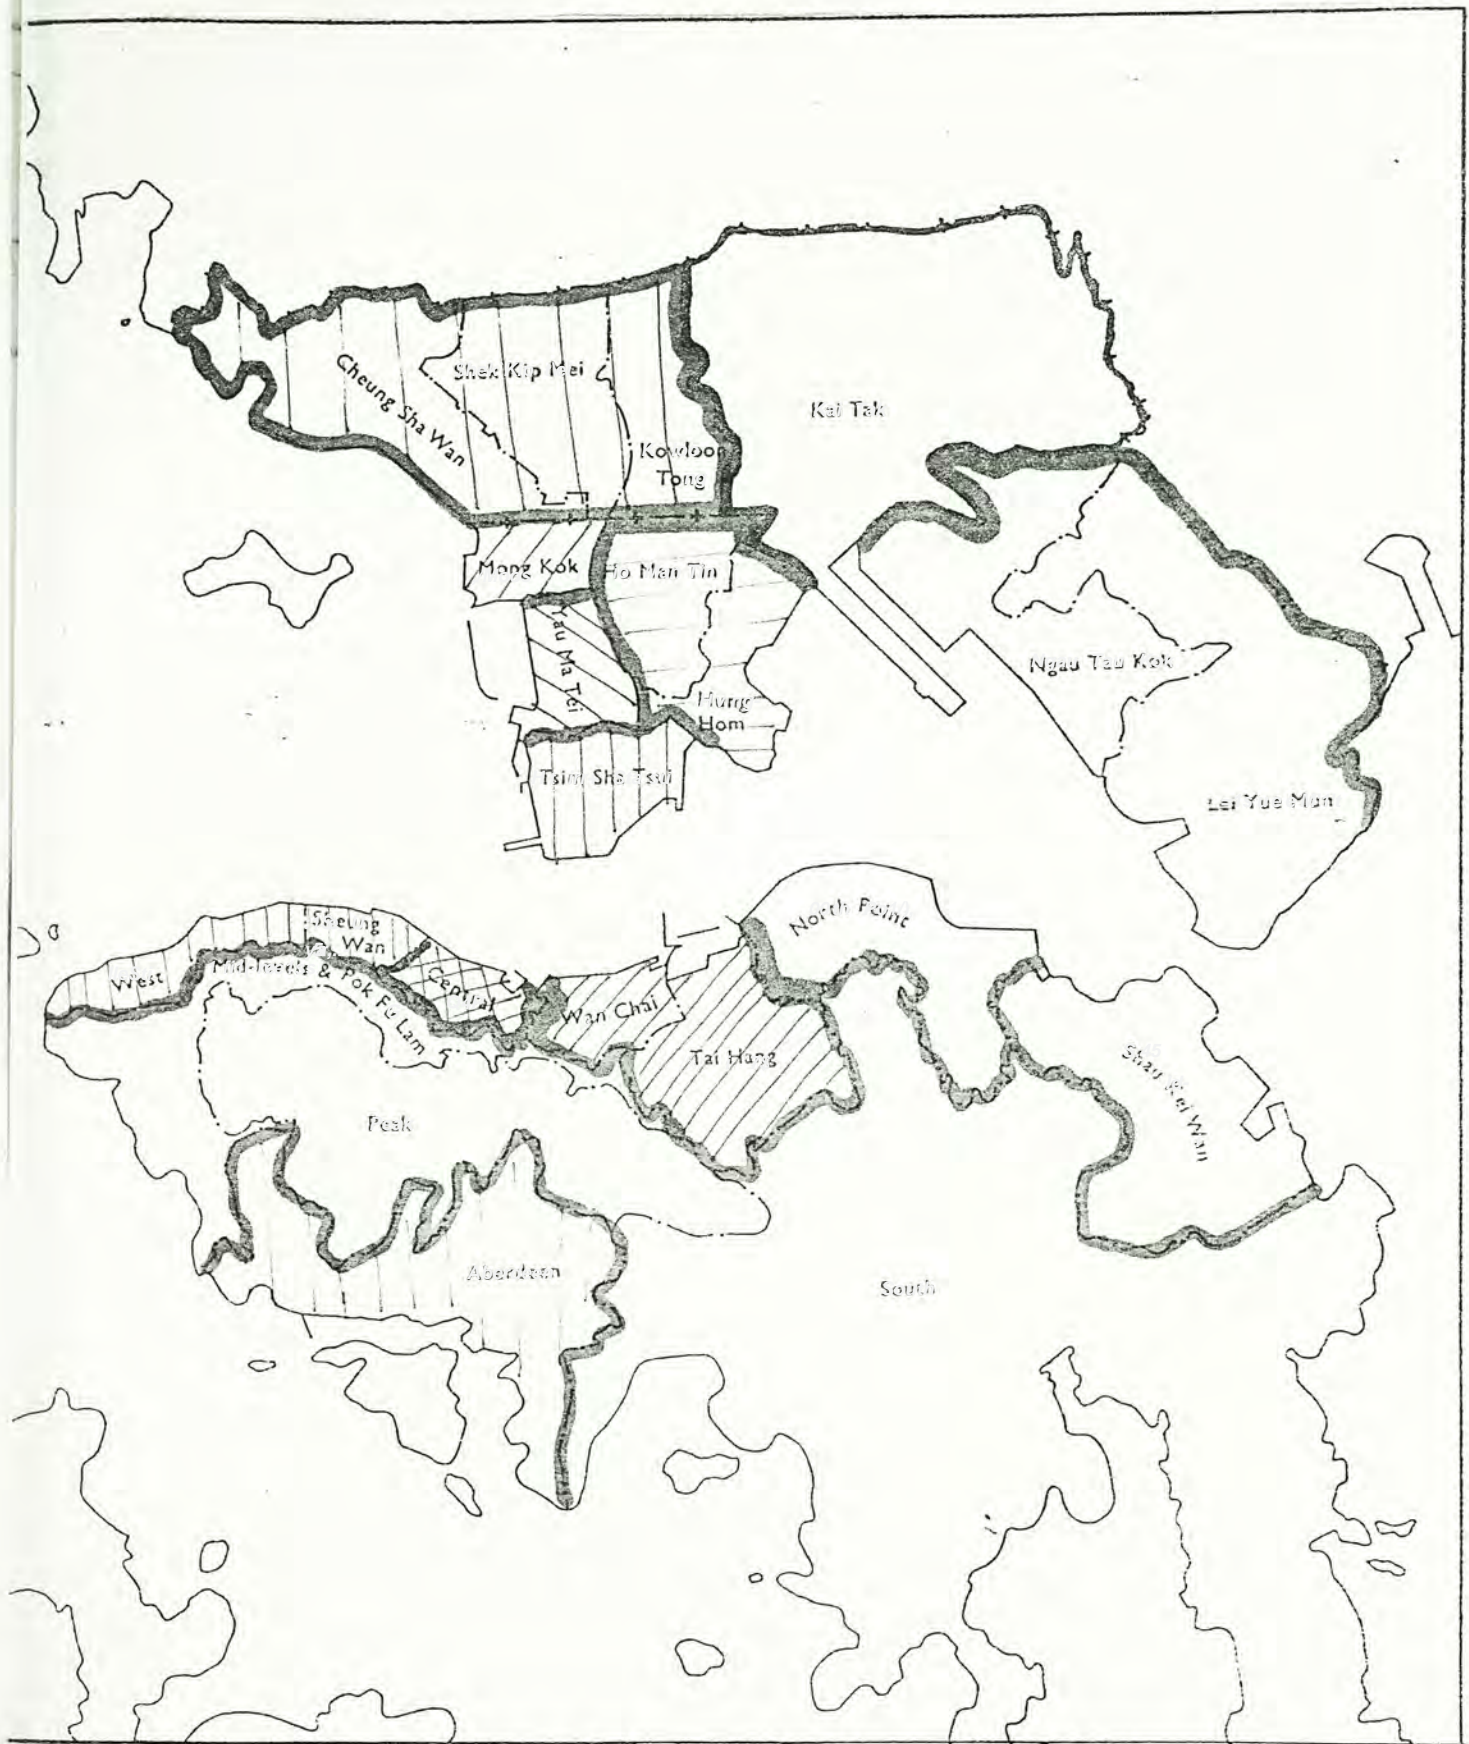 Cheung Sha Wan
Shek Kip Mei
Kowloon
Tong
Kai Tak
Mong Kok
Ho Man Tin
Yau Ma Tei
Hung
Hom
Tsim Sha Tsui
Ngau Tau Kok
Lei Yue Mun
Sheung
Wan
West
Mid-levels & Pok Fu Lam
Central
Wan Chai
North Point
Tai Hang
Shau Kei Wan
Peak
Aberdeen
South